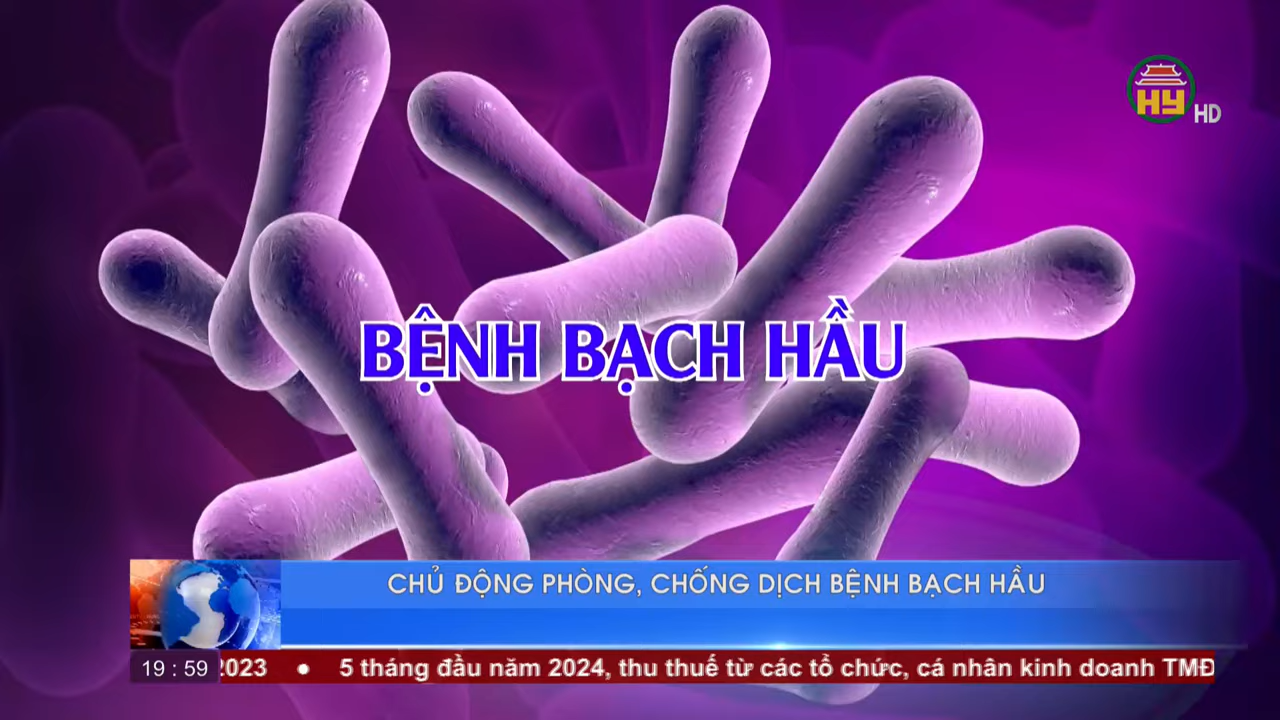 HY HD
BỆNH BẠCH HẦU
CHỦ ĐỘNG PHÒNG, CHỐNG DỊCH BỆNH BẠCH HẦU
19 : 59 2023 • 5 tháng đầu năm 2024, thu thuế từ các tổ chức, cá nhân kinh doanh TMĐ